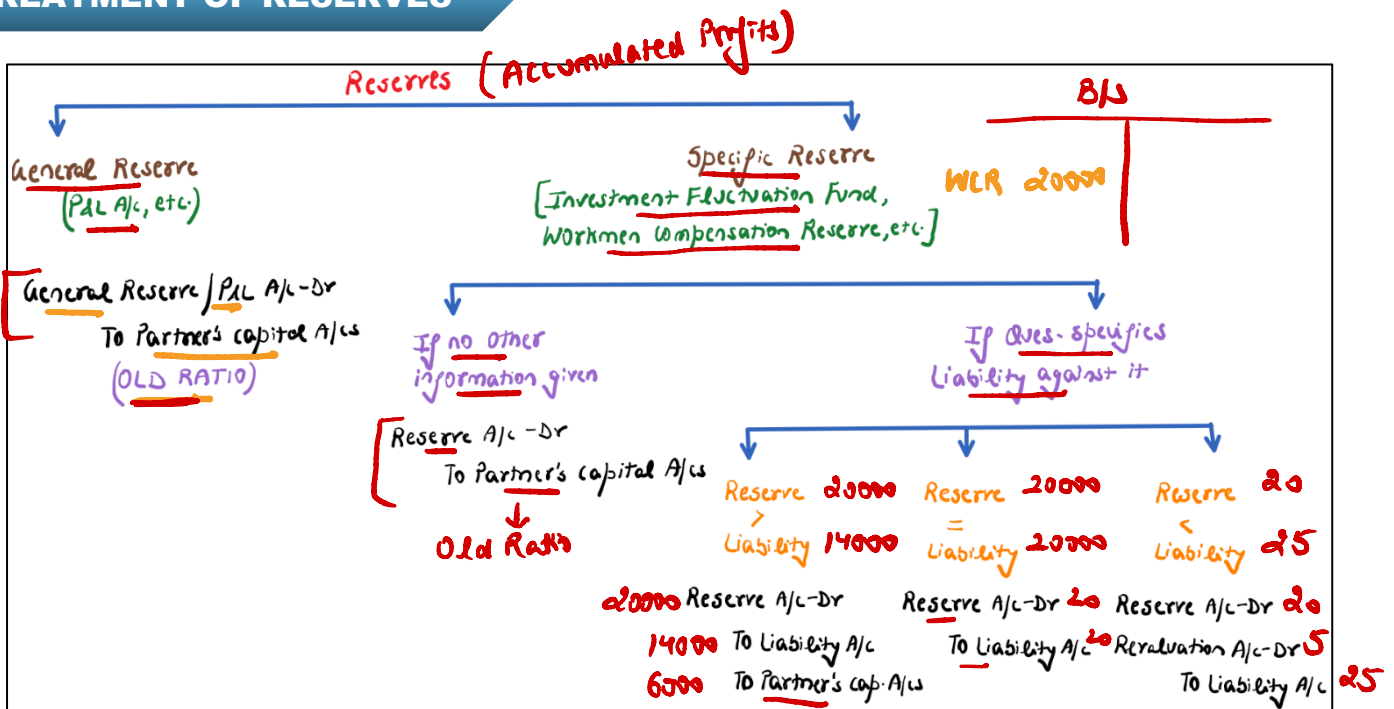 TREATMENT OF RESERVES
Reserves (Accumulated Profits)
B/S
WCR 20000
General Reserve
(P&L A/c, etc.)
Specific Reserve
[Investment Fluctuation Fund,
Workmen Compensation Reserve, etc.]
General Reserve/P&L A/c-Dr
To Partner's capital A/cs
(OLD RATIO)
If no other
information given
Reserve A/c-Dr
To Partner's capital A/cs
Old Ratio
If Ques. specifies
Liability against it
Reserve 20000
>
Liability 14000
20000 Reserve A/c-Dr
14000 To Liability A/c
6000 To Partner's cap. A/cs
Reserve 20000
=
Liability 20000
Reserve A/c-Dr 20
To Liability A/c 20
Reserve 20
<
Liability 25
Reserve A/c-Dr 20
Revaluation A/c-Dr 5
To Liability A/c 25